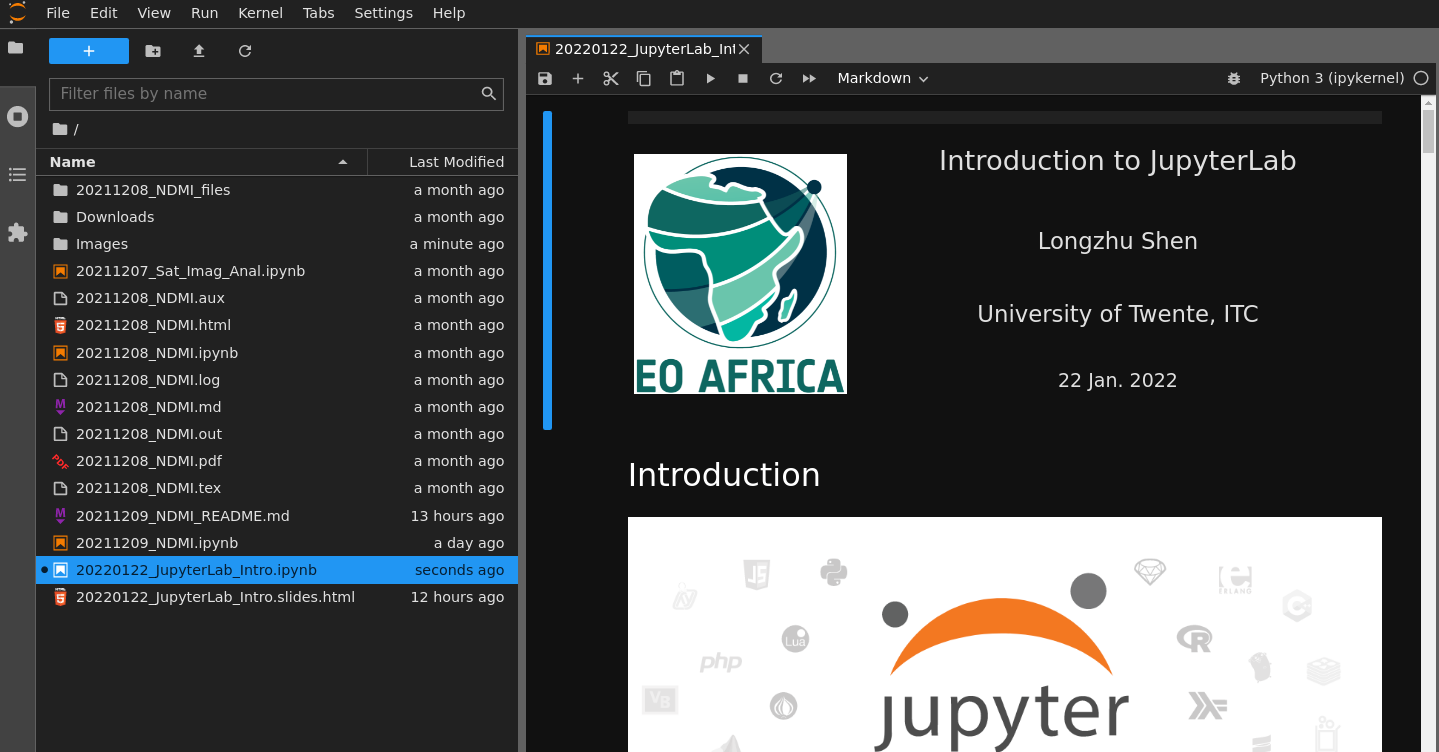 File Edit View Run Kernel Tabs Settings Help
20220122_JupyterLab_Int
Markdown
Python 3 (ipykernel)
Filter files by name
/
Name Last Modified
20211208_NDMI_files a month ago
Downloads a month ago
Images a minute ago
20211207_Sat_Imag_Anal.ipynb a month ago
20211208_NDMI.aux a month ago
20211208_NDMI.html a month ago
20211208_NDMI.ipynb a month ago
20211208_NDMI.log a month ago
20211208_NDMI.md a month ago
20211208_NDMI.out a month ago
20211208_NDMI.pdf a month ago
20211208_NDMI.tex a month ago
20211209_NDMI_README.md 13 hours ago
20211209_NDMI.ipynb a day ago
20220122_JupyterLab_Intro.ipynb seconds ago
20220122_JupyterLab_Intro.slides.html 12 hours ago
EO AFRICA
Introduction to JupyterLab
Longzhu Shen
University of Twente, ITC
22 Jan. 2022
Introduction
JS
ERLANG
Lua
R
php
VB
jupyter